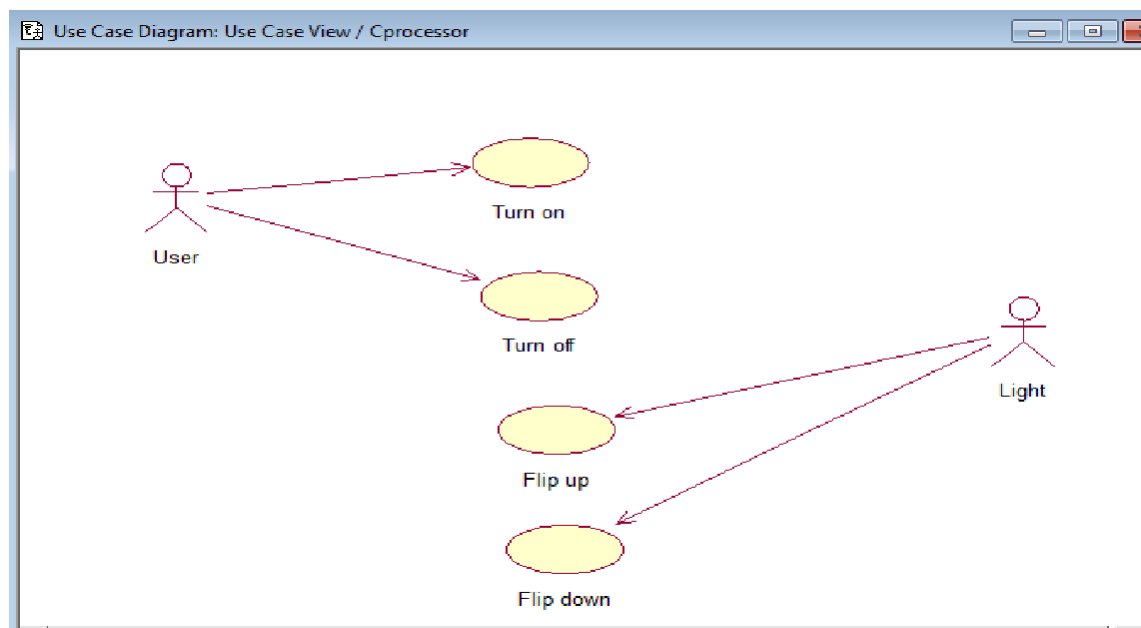 Use Case Diagram: Use Case View / Cprocessor
Turn on
User
Turn off
Light
Flip up
Flip down